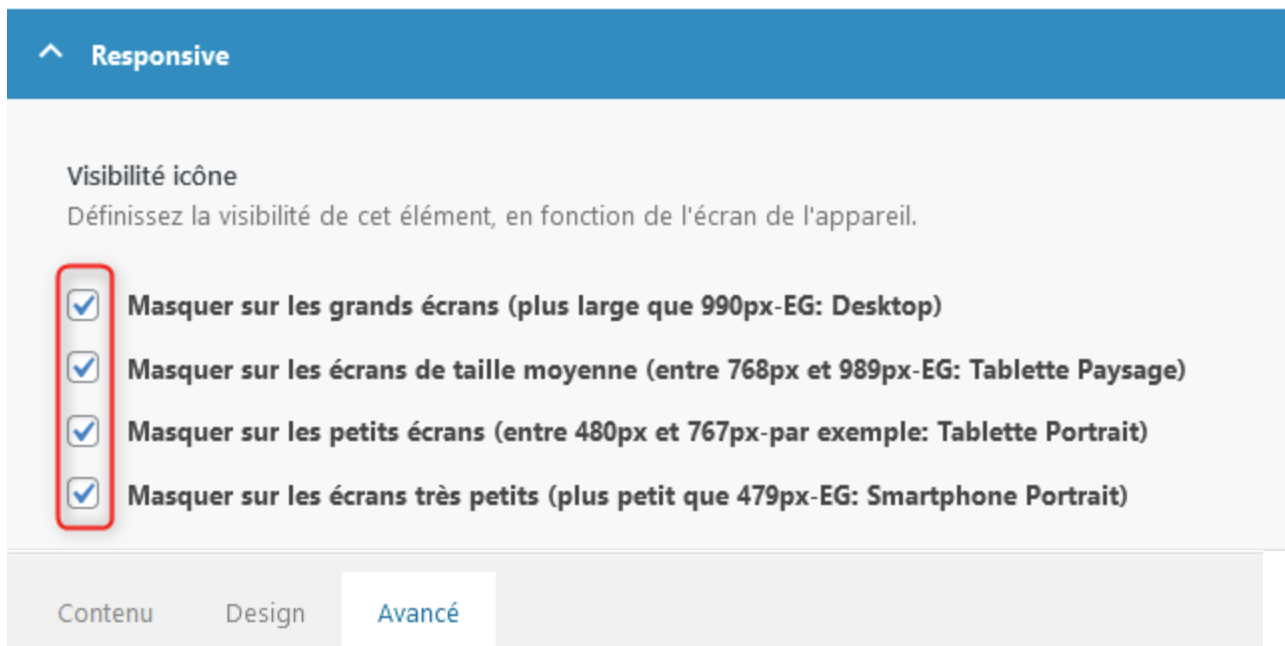 Responsive
Visibilité icône
Définissez la visibilité de cet élément, en fonction de l'écran de l'appareil.
Masquer sur les grands écrans (plus large que 990px-EG: Desktop)
Masquer sur les écrans de taille moyenne (entre 768px et 989px-EG: Tablette Paysage)
Masquer sur les petits écrans (entre 480px et 767px-par exemple: Tablette Portrait)
Masquer sur les écrans très petits (plus petit que 479px-EG: Smartphone Portrait)
Contenu Design Avancé